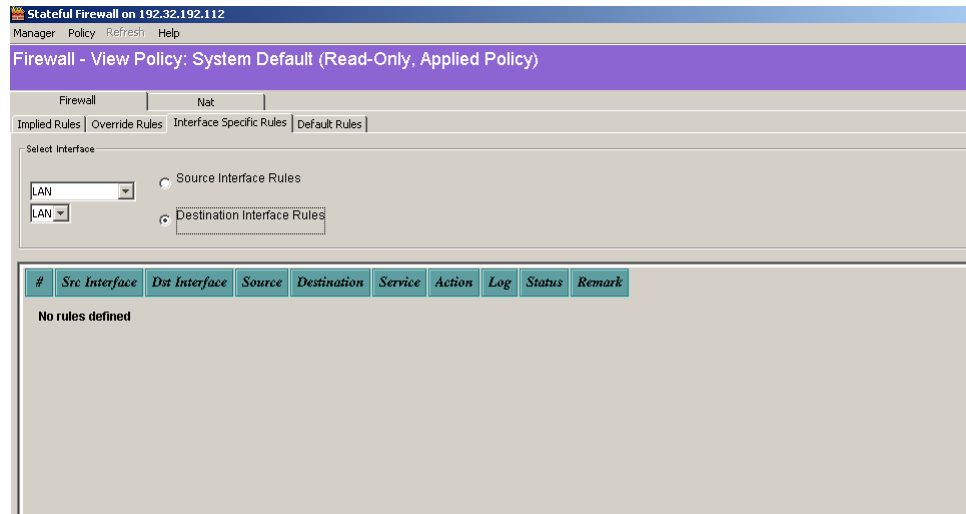 Stateful Firewall on 192.32.192.112
Manager Policy Refresh Help
Firewall - View Policy: System Default (Read-Only, Applied Policy)
Firewall Nat
Implied Rules Override Rules Interface Specific Rules Default Rules
Select Interface
LAN Source Interface Rules
LAN Destination Interface Rules
# Src Interface Dst Interface Source Destination Service Action Log Status Remark
No rules defined